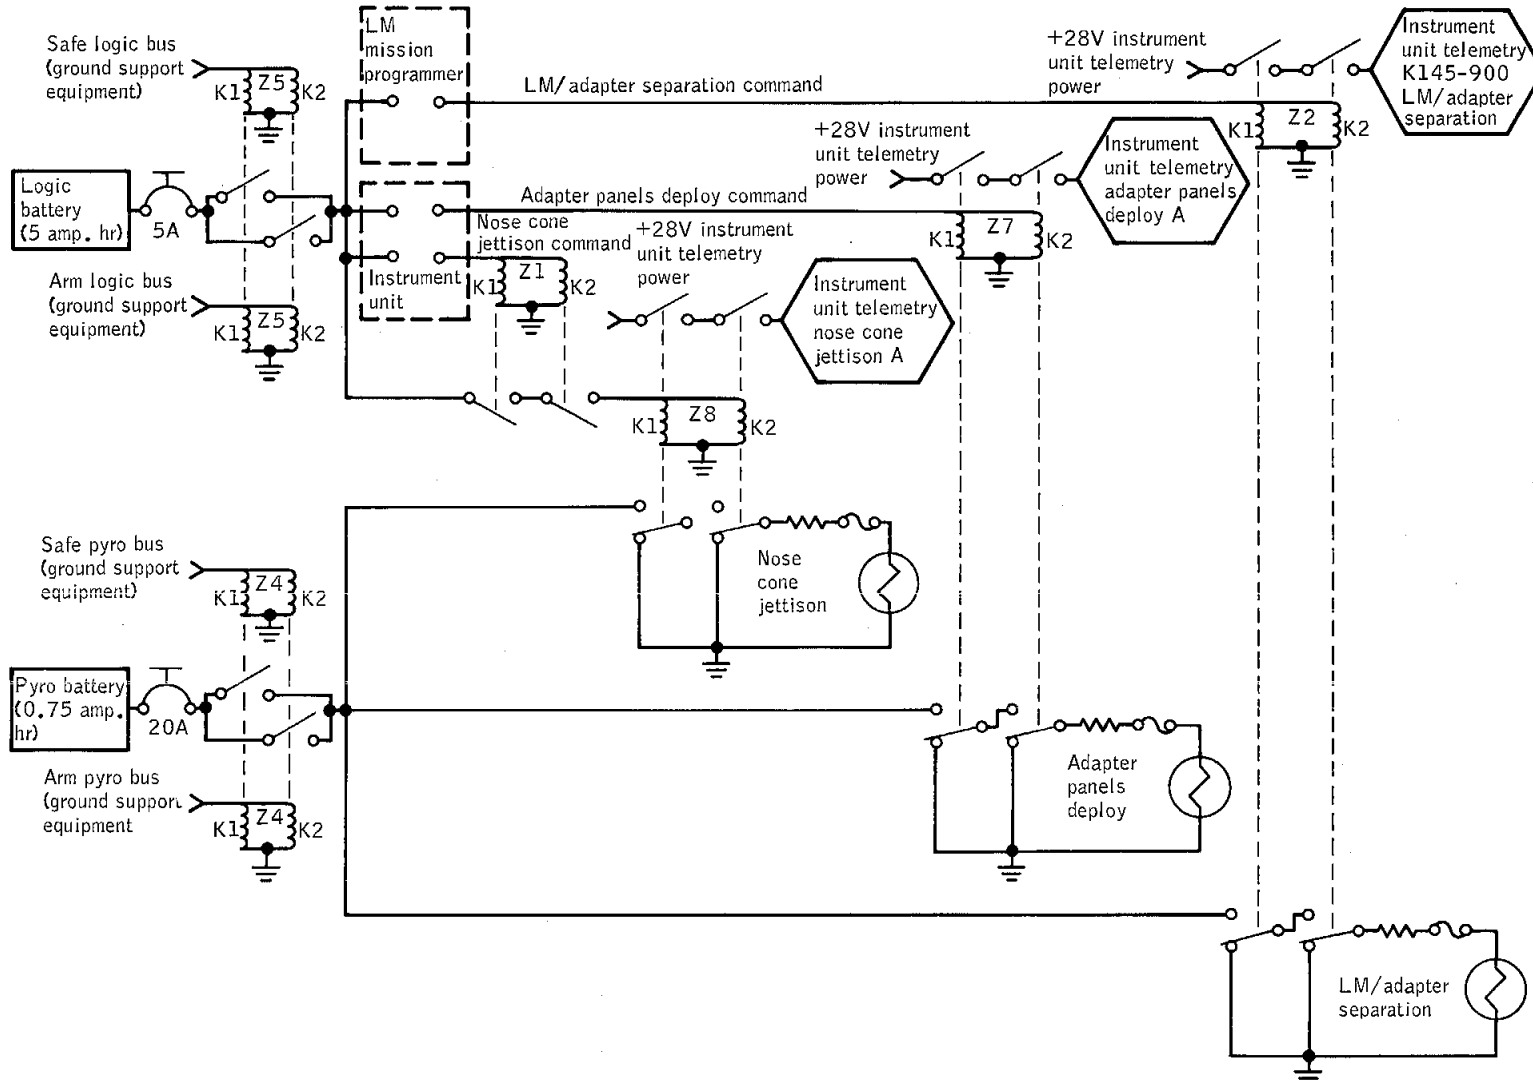 Safe logic bus
(ground support
equipment)
K1
Z5
K2
LM
mission
programmer
LM/adapter separation command
+28V instrument
unit telemetry
power
Instrument
unit telemetry
K145-900
LM/adapter
separation
K1
Z2
K2
+28V instrument
unit telemetry
power
Instrument
unit telemetry
adapter panels
deploy A
Logic
battery
(5 amp. hr)
5A
Adapter panels deploy command
K1
Z7
K2
Nose cone
jettison command
Instrument
unit
K1
Z1
K2
+28V instrument
unit telemetry
power
Instrument
unit telemetry
nose cone
jettison A
Arm logic bus
(ground support
equipment)
K1
Z5
K2
K1
Z8
K2
Safe pyro bus
(ground support
equipment)
K1
Z4
K2
Nose
cone
jettison
Pyro battery
(0.75 amp.
hr)
20A
Adapter
panels
deploy
Arm pyro bus
(ground support
equipment
K1
Z4
K2
LM/adapter
separation